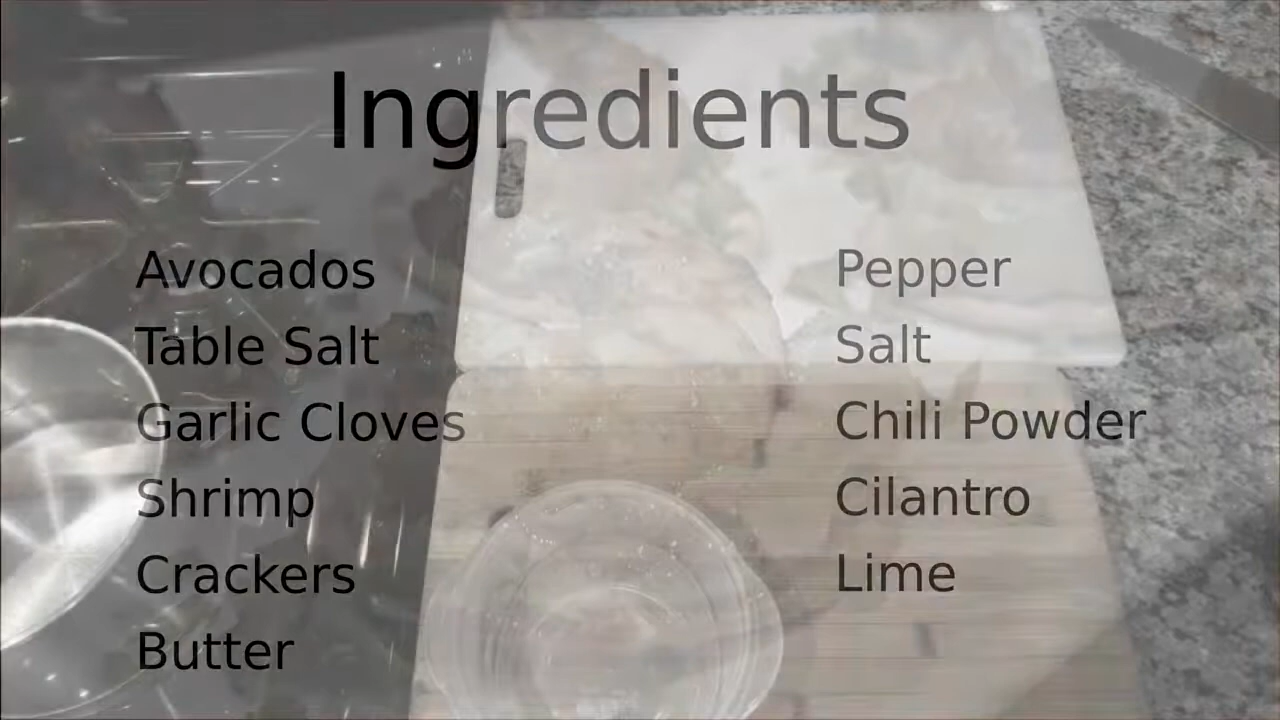 Ingredients
Avocados
Table Salt
Garlic Cloves
Shrimp
Crackers
Butter
Pepper
Salt
Chili Powder
Cilantro
Lime